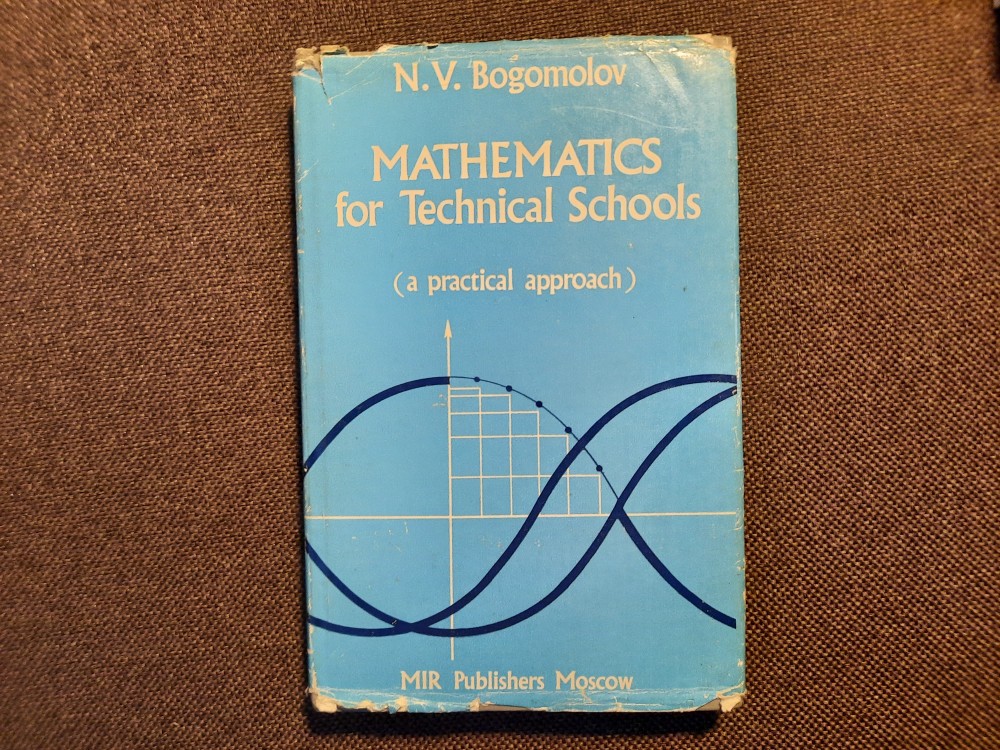 N. V. Bogomolov
MATHEMATICS
for Technical Schools
(a practical approach)
MIR Publishers Moscow